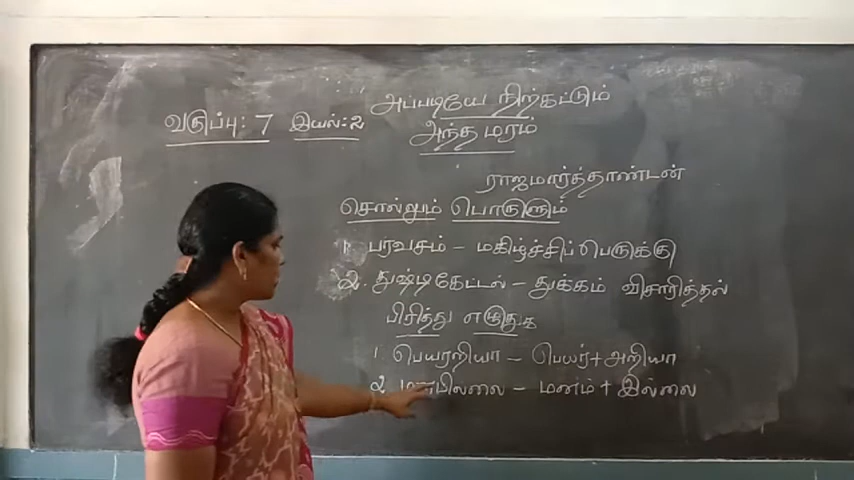 வகுப்பு: 7 இயல்:2 அப்படியே நிற்கட்டும்
அந்த மரம்
ராஜமார்த்தாண்டன்
சொல்லும் பொருளும்
1. பரவசம் - மகிழ்ச்சிப்பெருக்கு
2. துஷ்டிகேட்டல் - துக்கம் விசாரித்தல்
பிரித்து எழுதுக
1. பெயரறியா - பெயர்+அறியா
2. மனமில்லை - மனம் + இல்லை